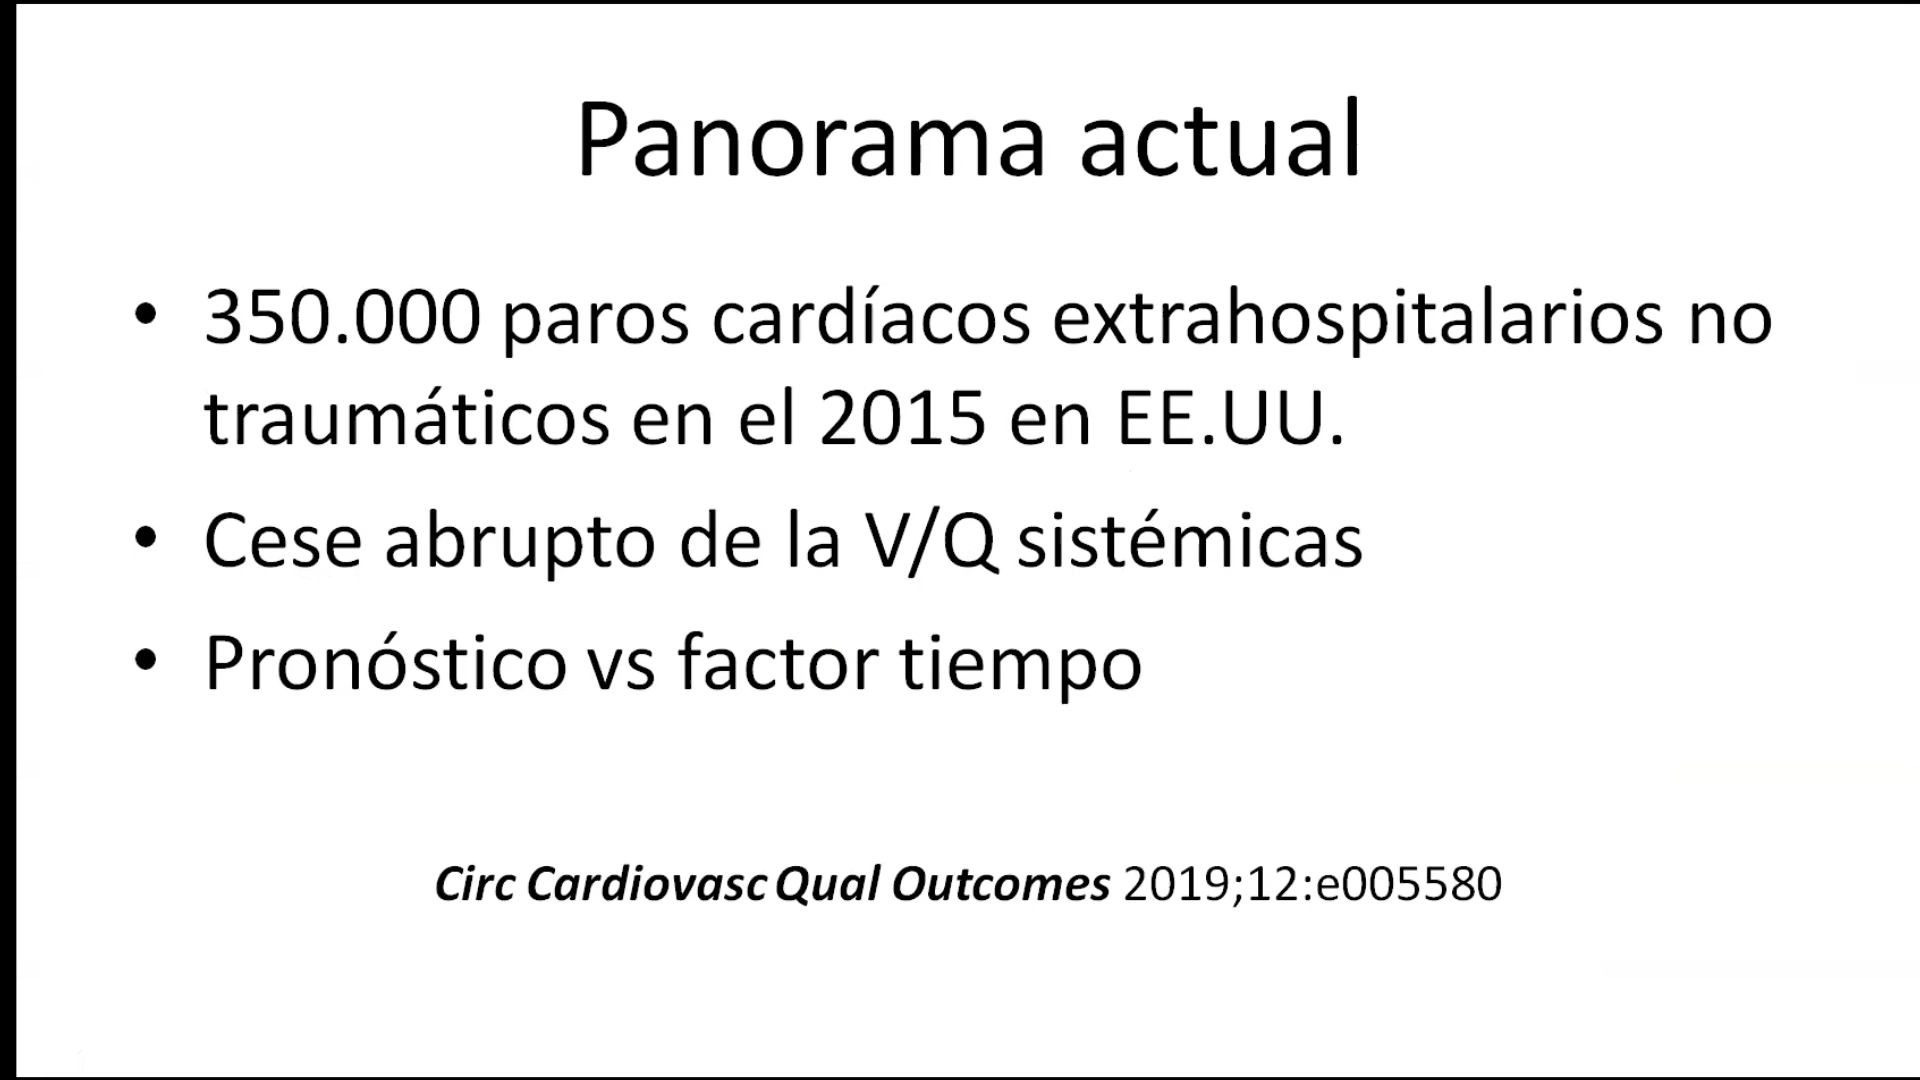 Panorama actual
• 350.000 paros cardíacos extrahospitalarios no
traumáticos en el 2015 en EE.UU.
• Cese abrupto de la V/Q sistémicas
• Pronóstico vs factor tiempo
Circ Cardiovasc Qual Outcomes 2019;12:e005580